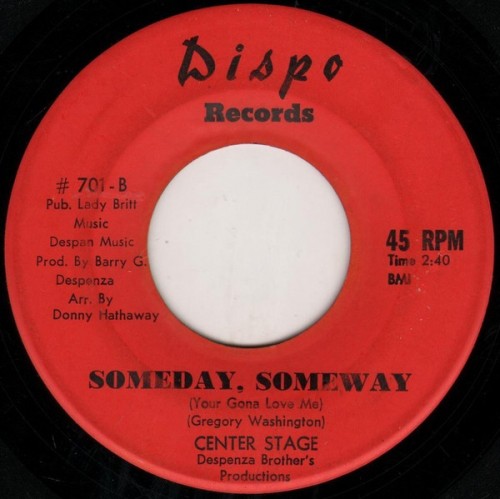 Dispo
Records
# 701-B
Pub. Lady Britt
Music
Despan Music
Prod. By Barry G.
Despenza
Arr. By
Donny Hathaway
45 RPM
Time 2:40
BMI
SOMEDAY, SOMEWAY
(Your Gona Love Me)
(Gregory Washington)
CENTER STAGE
Despenza Brother's
Productions